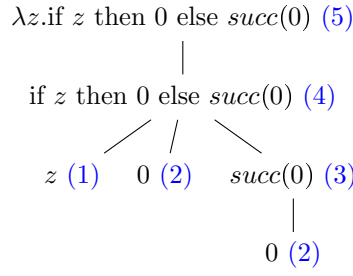 λz.if z then 0 else succ(0) (5)
if z then 0 else succ(0) (4)
z (1) 0 (2) succ(0) (3)
0 (2)